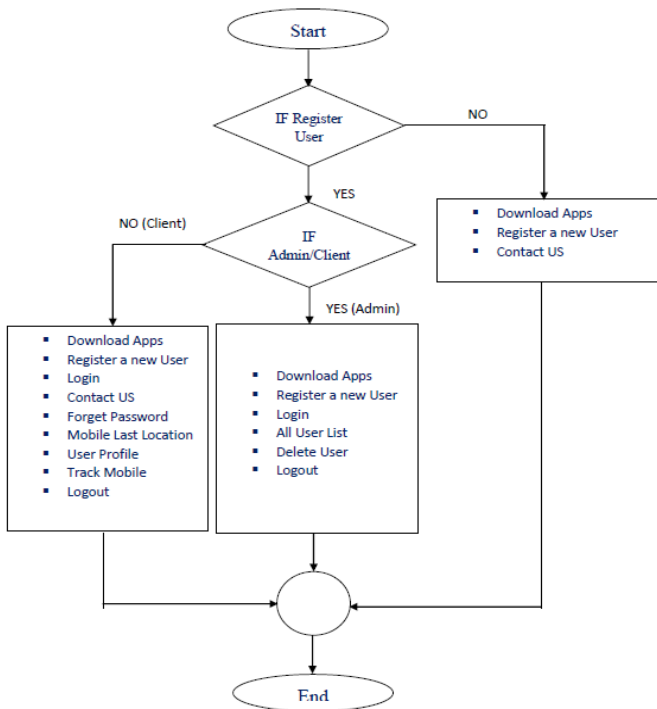 Start
IF Register
User
NO
YES
NO (Client)
IF
Admin/Client
YES (Admin)
▪ Download Apps
▪ Register a new User
▪ Contact US
▪ Download Apps
▪ Register a new User
▪ Login
▪ Contact US
▪ Forget Password
▪ Mobile Last Location
▪ User Profile
▪ Track Mobile
▪ Logout
▪ Download Apps
▪ Register a new User
▪ Login
▪ All User List
▪ Delete User
▪ Logout
End